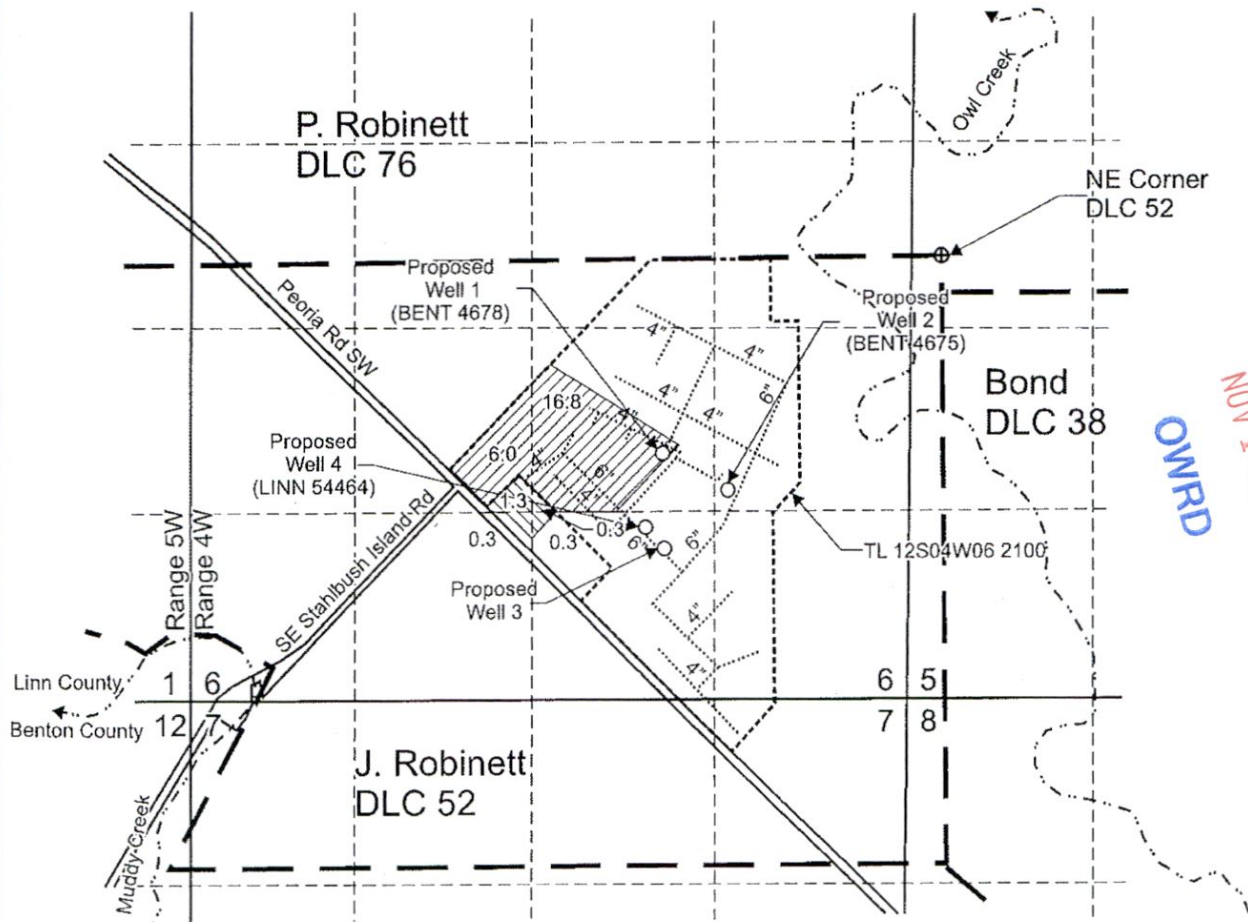 Owl Creek
P. Robinett
DLC 76
NE Corner
DLC 52
Peoria Rd SW
Proposed
Well 1
(BENT 4678)
Proposed
Well 2
(BENT 4675)
4"
4"
6"
4"
4"
Bond
DLC 38
OWRD
16.8
4"
6.0
4"
6"
4"
Proposed
Well 4
(LINN 54464)
1.3
0.3
0.3
0.3
6"
6"
TL 12S04W06 2100
Range 5W
Range 4W
SE Stahlbush Island Rd
Proposed
Well 3
4"
4"
Linn County
Benton County
1 6
12 7
6 5
7 8
J. Robinett
DLC 52
Muddy Creek